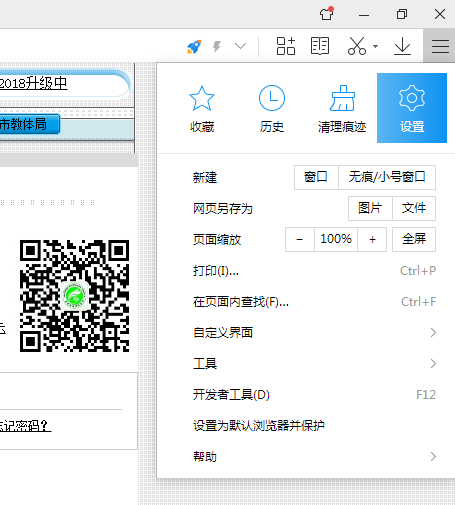 2018升级中
市教体局
忘记密码?
收藏
历史
清理痕迹
设置
新建
窗口
无痕/小号窗口
网页另存为
图片
文件
页面缩放
−
100%
+
全屏
打印(I)...
Ctrl+P
在页面内查找(F)...
Ctrl+F
自定义界面
工具
开发者工具(D)
F12
设置为默认浏览器并保护
帮助